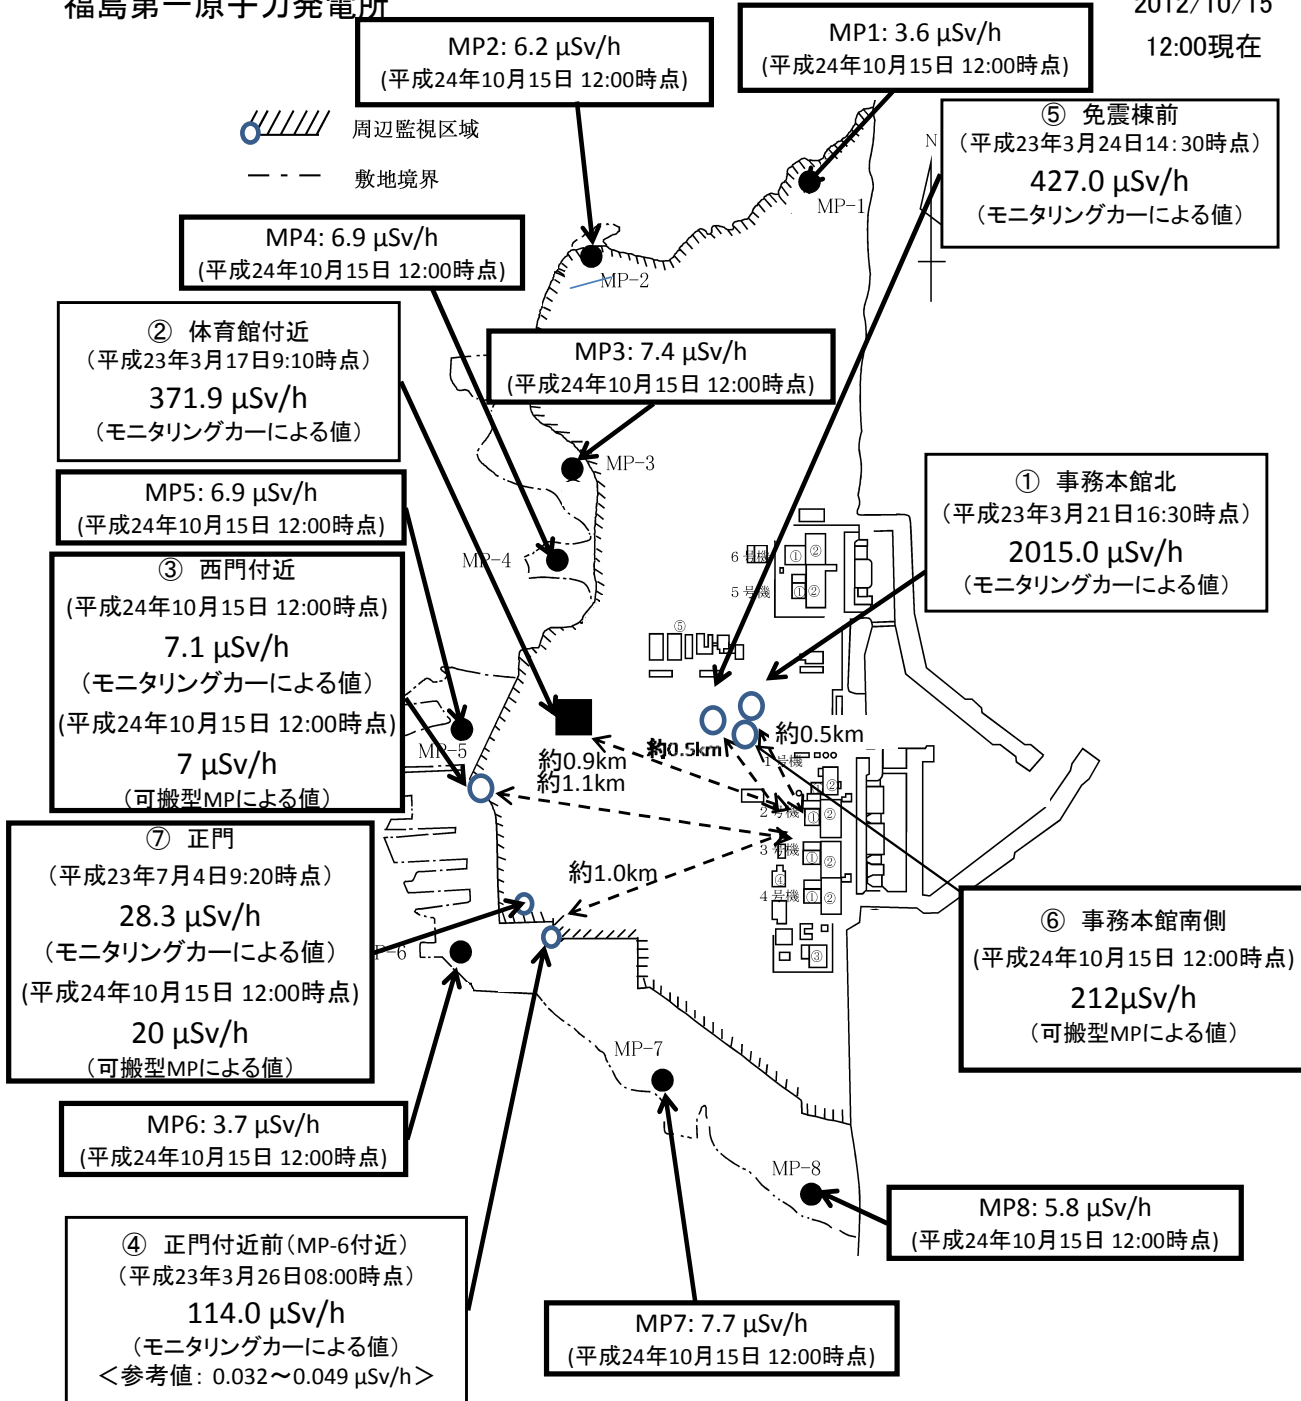 福島第一原子力発電所
2012/10/15
12:00現在
MP2: 6.2 μSv/h
(平成24年10月15日 12:00時点)
MP1: 3.6 μSv/h
(平成24年10月15日 12:00時点)
周辺監視区域
敷地境界
⑤ 免震棟前
(平成23年3月24日14:30時点)
427.0 μSv/h
(モニタリングカーによる値)
N
MP-1
MP4: 6.9 μSv/h
(平成24年10月15日 12:00時点)
MP-2
② 体育館付近
(平成23年3月17日9:10時点)
371.9 μSv/h
(モニタリングカーによる値)
MP3: 7.4 μSv/h
(平成24年10月15日 12:00時点)
MP-3
MP5: 6.9 μSv/h
(平成24年10月15日 12:00時点)
① 事務本館北
(平成23年3月21日16:30時点)
2015.0 μSv/h
(モニタリングカーによる値)
MP-4
6号機
① ②
5号機
① ②
③ 西門付近
(平成24年10月15日 12:00時点)
7.1 μSv/h
(モニタリングカーによる値)
(平成24年10月15日 12:00時点)
7 μSv/h
(可搬型MPによる値)
⑤
MP-5
約0.9km
約1.1km
約0.5km
約0.5km
1号機
②
2号機
① ②
3号機
① ②
4号機
① ②
④
③
約1.0km
⑦ 正門
(平成23年7月4日9:20時点)
28.3 μSv/h
(モニタリングカーによる値)
(平成24年10月15日 12:00時点)
20 μSv/h
(可搬型MPによる値)
P-6
⑥ 事務本館南側
(平成24年10月15日 12:00時点)
212μSv/h
(可搬型MPによる値)
MP-7
MP6: 3.7 μSv/h
(平成24年10月15日 12:00時点)
MP-8
MP8: 5.8 μSv/h
(平成24年10月15日 12:00時点)
④ 正門付近前(MP-6付近)
(平成23年3月26日08:00時点)
114.0 μSv/h
(モニタリングカーによる値)
<参考値: 0.032～0.049 μSv/h>
MP7: 7.7 μSv/h
(平成24年10月15日 12:00時点)